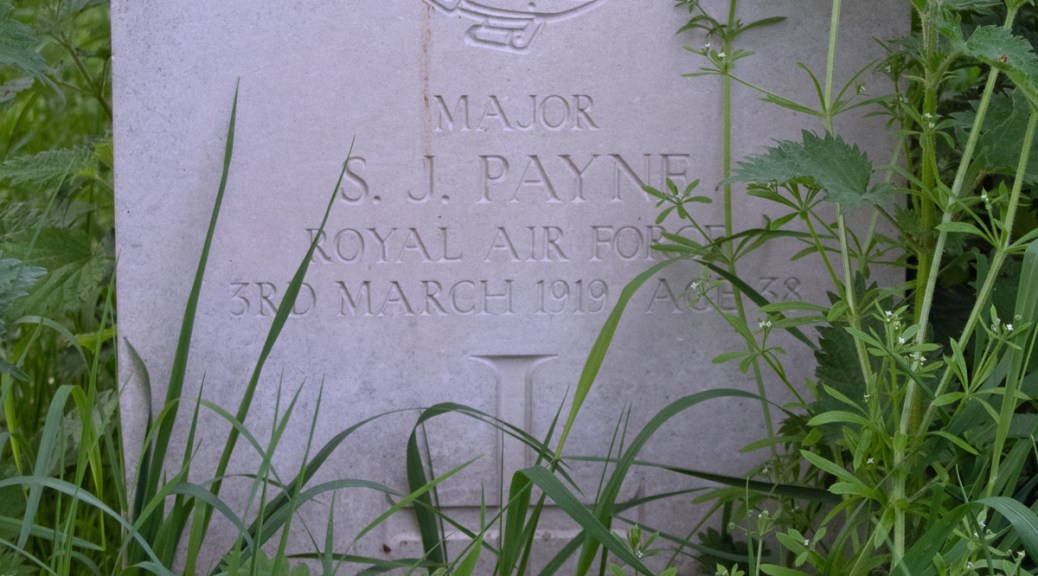 MAJOR
S. J. PAYNE
ROYAL AIR FORCE
3RD MARCH 1919 AGE 38